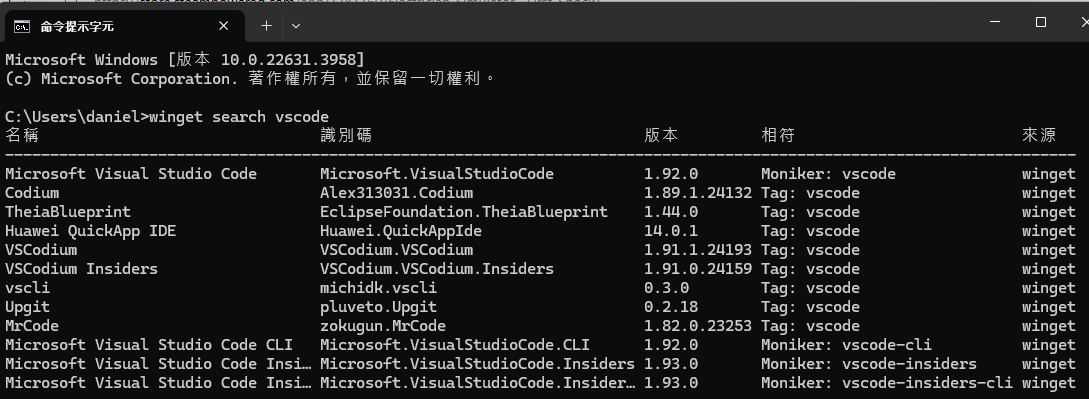 命令提示字元
Microsoft Windows [版本 10.0.22631.3958]
(c) Microsoft Corporation. 著作權所有，並保留一切權利。
C:\Users\daniel>winget search vscode
名稱 識別碼 版本 相符 來源
Microsoft Visual Studio Code Microsoft.VisualStudioCode 1.92.0 Moniker: vscode winget
Codium Alex313031.Codium 1.89.1.24132 Tag: vscode winget
TheiaBlueprint EclipseFoundation.TheiaBlueprint 1.44.0 Tag: vscode winget
Huawei QuickApp IDE Huawei.QuickAppIde 14.0.1 Tag: vscode winget
VSCodium VSCodium.VSCodium 1.91.1.24193 Tag: vscode winget
VSCodium Insiders VSCodium.VSCodium.Insiders 1.91.0.24159 Tag: vscode winget
vscli michidk.vscli 0.3.0 Tag: vscode winget
Upgit pluveto.Upgit 0.2.18 Tag: vscode winget
MrCode zokugun.MrCode 1.82.0.23253 Tag: vscode winget
Microsoft Visual Studio Code CLI Microsoft.VisualStudioCode.CLI 1.92.0 Moniker: vscode-cli winget
Microsoft Visual Studio Code Insi… Microsoft.VisualStudioCode.Insiders 1.93.0 Moniker: vscode-insiders winget
Microsoft Visual Studio Code Insi… Microsoft.VisualStudioCode.Insider… 1.93.0 Moniker: vscode-insiders-cli winget